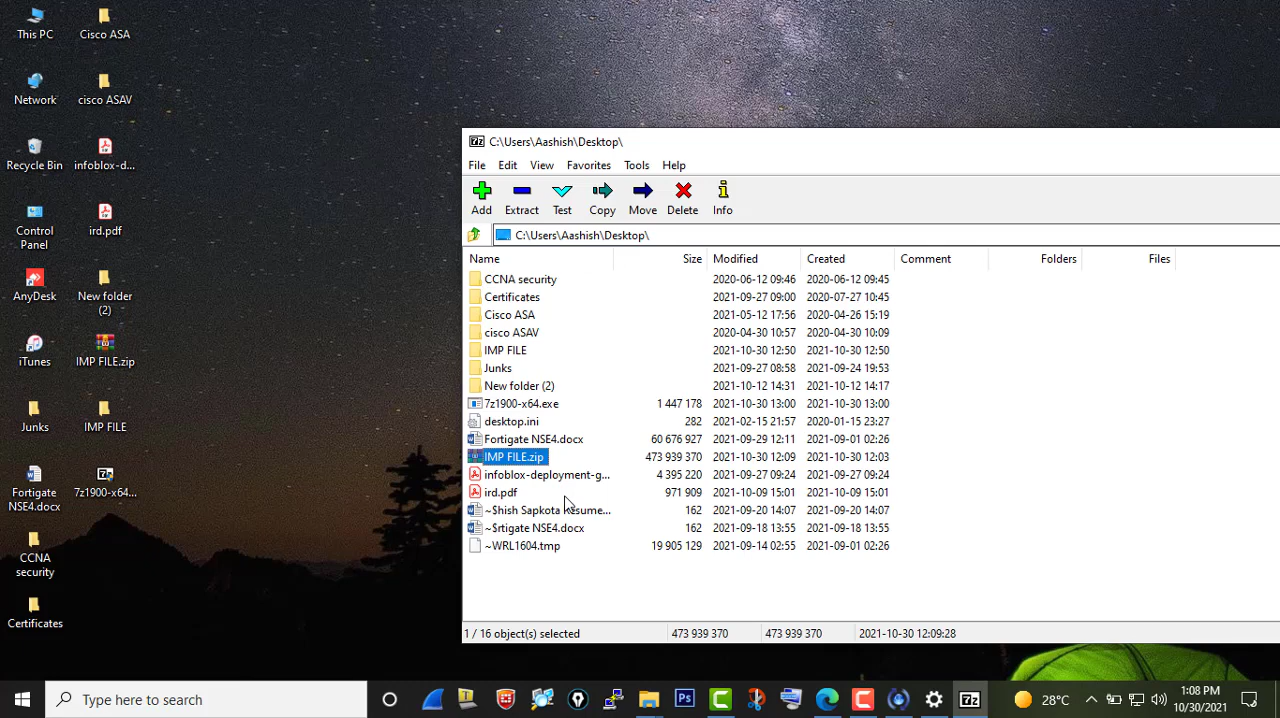 This PC
Cisco ASA
Network
cisco ASAV
Recycle Bin
infoblox-d...
Control
Panel
ird.pdf
AnyDesk
New folder
(2)
iTunes
IMP FILE.zip
Junks
IMP FILE
Fortigate
NSE4.docx
7z1900-x64...
CCNA
security
Certificates
7z C:\Users\Aashish\Desktop\
File Edit View Favorites Tools Help
Add Extract Test Copy Move Delete Info
C:\Users\Aashish\Desktop\
Name Size Modified Created Comment Folders Files
CCNA security 2020-06-12 09:46 2020-06-12 09:45
Certificates 2021-09-27 09:00 2020-07-27 10:45
Cisco ASA 2021-05-12 17:56 2020-04-26 15:19
cisco ASAV 2020-04-30 10:57 2020-04-30 10:09
IMP FILE 2021-10-30 12:50 2021-10-30 12:50
Junks 2021-09-27 08:58 2021-09-24 19:53
New folder (2) 2021-10-12 14:31 2021-10-12 14:17
7z1900-x64.exe 1 447 178 2021-10-30 13:00 2021-10-30 13:00
desktop.ini 282 2021-02-15 21:57 2020-01-15 23:27
Fortigate NSE4.docx 60 676 927 2021-09-29 12:11 2021-09-01 02:26
IMP FILE.zip 473 939 370 2021-10-30 12:09 2021-10-30 12:03
infoblox-deployment-g... 4 395 220 2021-09-27 09:24 2021-09-27 09:24
ird.pdf 971 909 2021-10-09 15:01 2021-10-09 15:01
~$hish Sapkota resume... 162 2021-09-20 14:07 2021-09-20 14:07
~$rtigate NSE4.docx 162 2021-09-18 13:55 2021-09-18 13:55
~WRL1604.tmp 19 905 129 2021-09-14 02:55 2021-09-01 02:26
1 / 16 object(s) selected 473 939 370 473 939 370 2021-10-30 12:09:28
Type here to search
Ps
7z
28°C
1:08 PM
10/30/2021